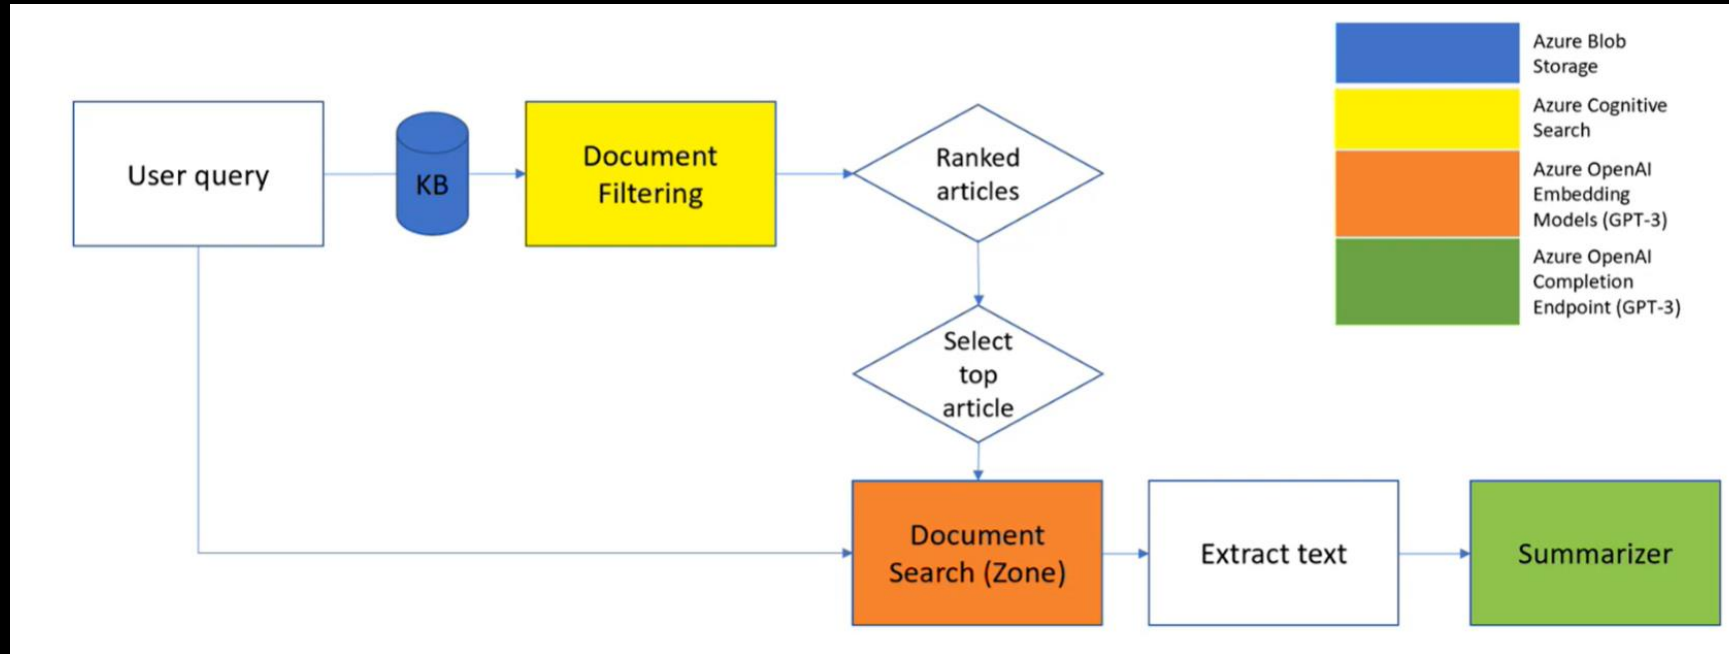 User query
KB
Document
Filtering
Ranked
articles
Select
top
article
Document
Search (Zone)
Extract text
Summarizer
Azure Blob
Storage
Azure Cognitive
Search
Azure OpenAI
Embedding
Models (GPT-3)
Azure OpenAI
Completion
Endpoint (GPT-3)